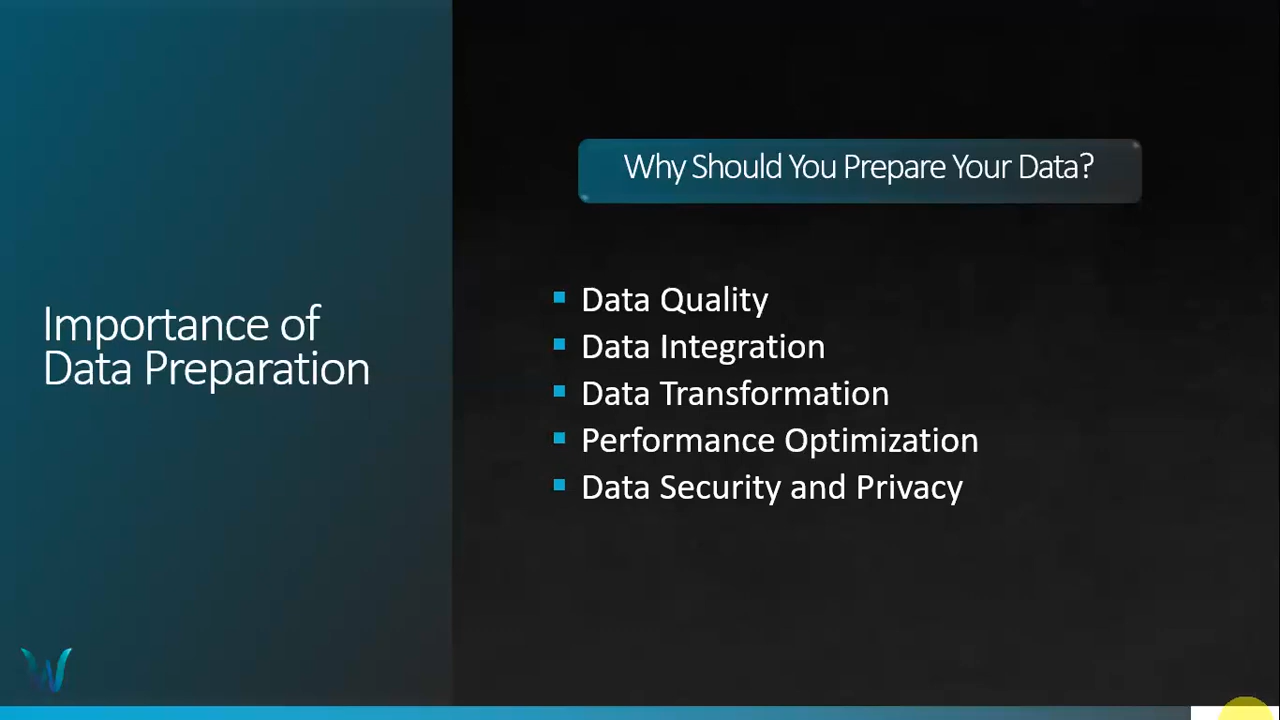 Importance of
Data Preparation
Why Should You Prepare Your Data?
Data Quality
Data Integration
Data Transformation
Performance Optimization
Data Security and Privacy
W